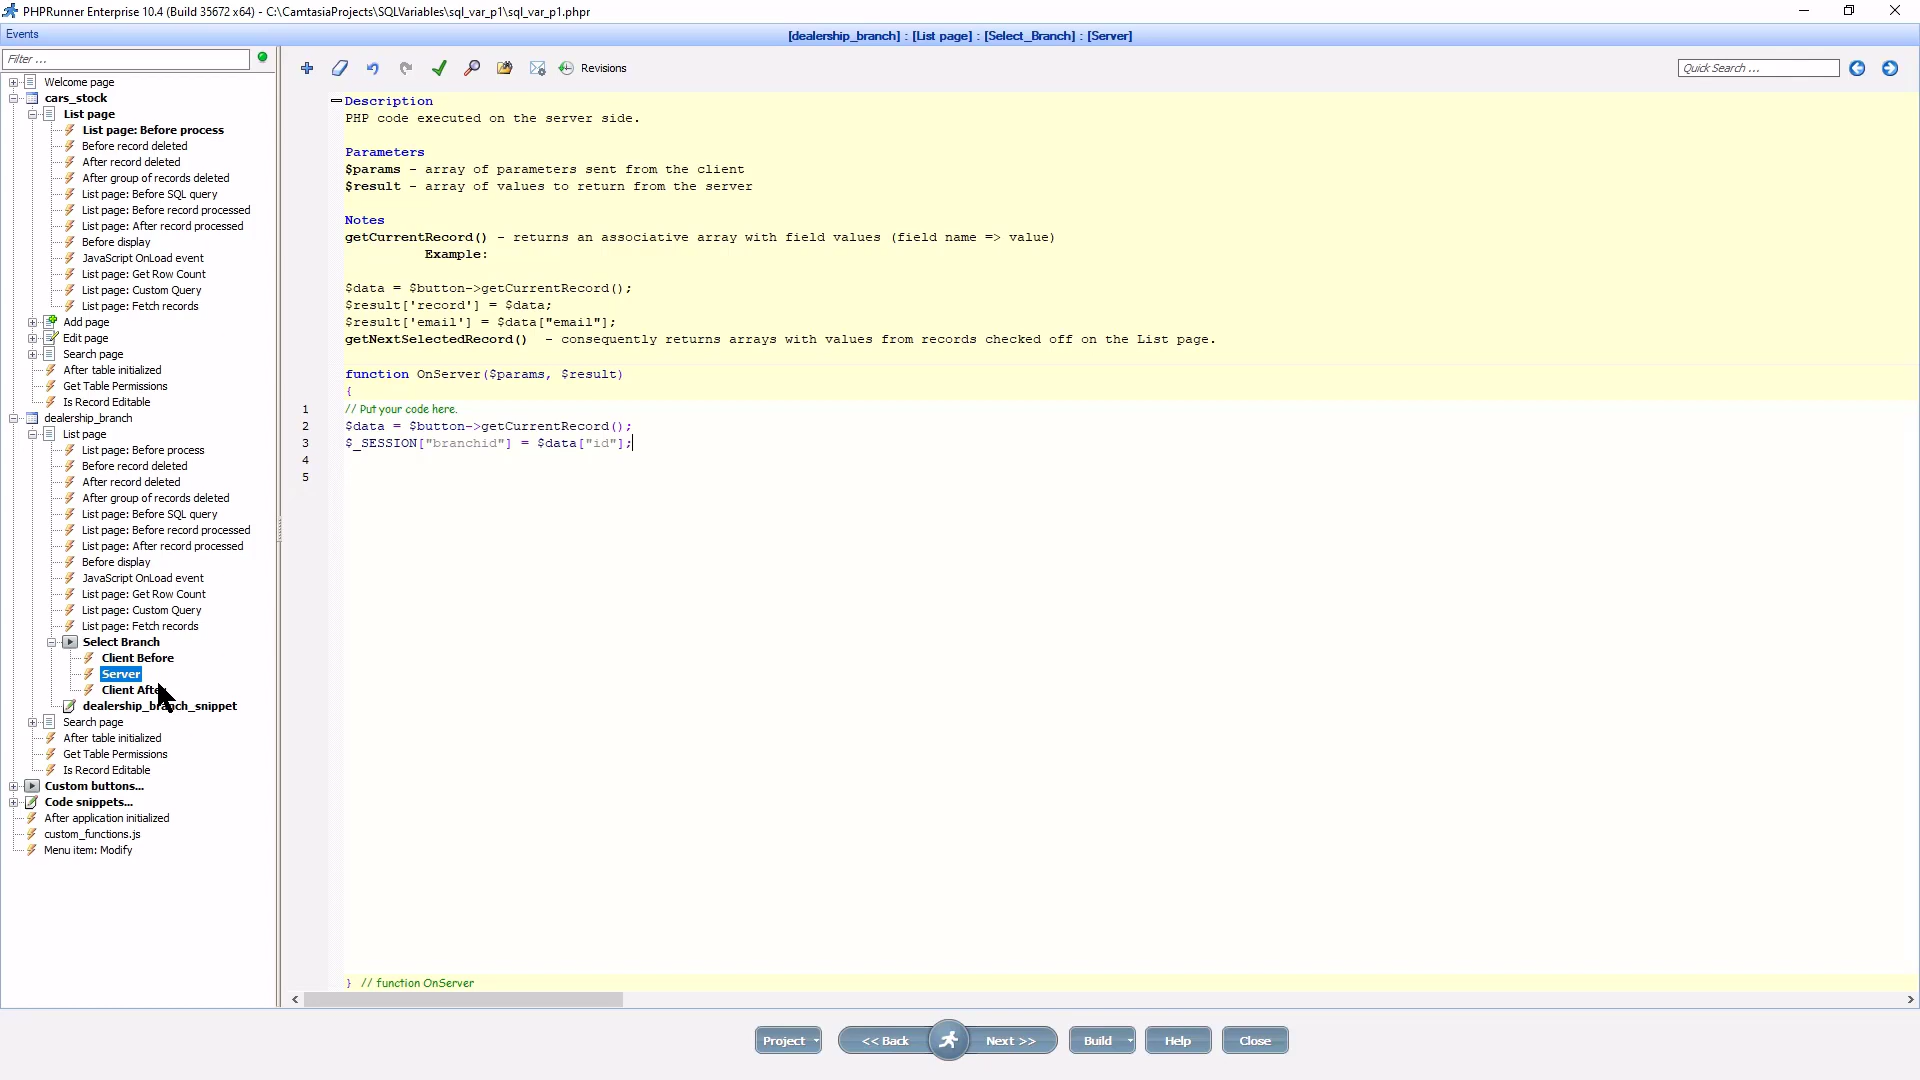 PHPRunner Enterprise 10.4 (Build 35672 x64) - C:\CamtasiaProjects\SQLVariables\sql_var_p1\sql_var_p1.phpr
Events
[dealership_branch] : [List page] : [Select_Branch] : [Server]
Filter ...
Revisions
Quick Search ...
Welcome page
cars_stock
List page
List page: Before process
Before record deleted
After record deleted
After group of records deleted
List page: Before SQL query
List page: Before record processed
List page: After record processed
Before display
JavaScript OnLoad event
List page: Get Row Count
List page: Custom Query
List page: Fetch records
Add page
Edit page
Search page
After table initialized
Get Table Permissions
Is Record Editable
dealership_branch
List page
List page: Before process
Before record deleted
After record deleted
After group of records deleted
List page: Before SQL query
List page: Before record processed
List page: After record processed
Before display
JavaScript OnLoad event
List page: Get Row Count
List page: Custom Query
List page: Fetch records
Select Branch
Client Before
Server
Client After
dealership_branch_snippet
Search page
After table initialized
Get Table Permissions
Is Record Editable
Custom buttons...
Code snippets...
After application initialized
custom_functions.js
Menu item: Modify
Description
PHP code executed on the server side.
Parameters
$params - array of parameters sent from the client
$result - array of values to return from the server
Notes
getCurrentRecord() - returns an associative array with field values (field name => value)
Example:
$data = $button->getCurrentRecord();
$result['record'] = $data;
$result['email'] = $data["email"];
getNextSelectedRecord() - consequently returns arrays with values from records checked off on the List page.
function OnServer($params, $result)
{
1 // Put your code here.
2 $data = $button->getCurrentRecord();
3 $_SESSION["branchid"] = $data["id"];
4
5
} // function OnServer
Project
<< Back
Next >>
Build
Help
Close